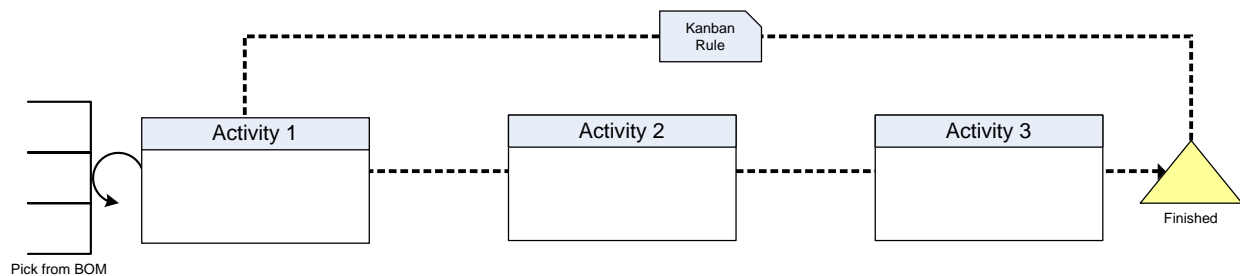 Kanban
Rule
Activity 1
Activity 2
Activity 3
Finished
Pick from BOM